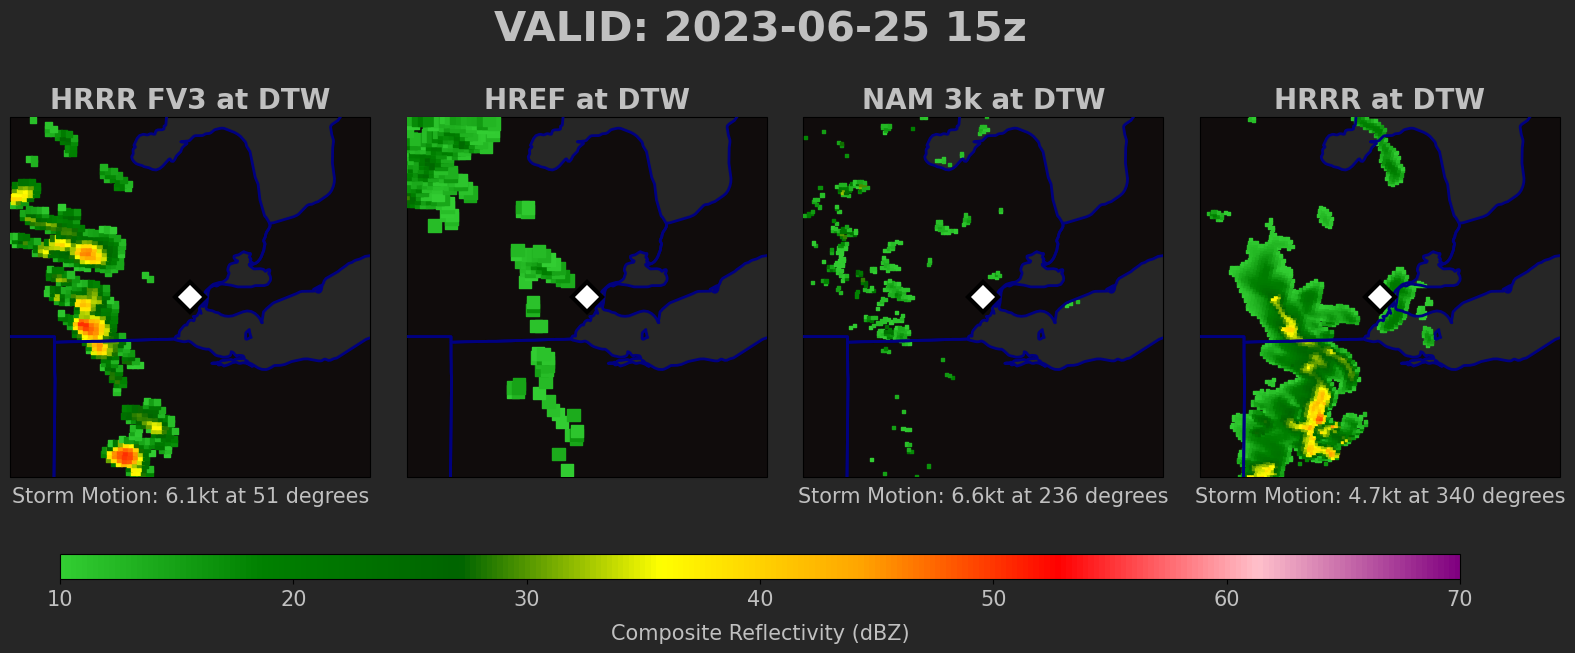 VALID: 2023-06-25 15z
HRRR FV3 at DTW
HREF at DTW
NAM 3k at DTW
HRRR at DTW
Storm Motion: 6.1kt at 51 degrees
Storm Motion: 6.6kt at 236 degrees
Storm Motion: 4.7kt at 340 degrees
10 20 30 40 50 60 70
Composite Reflectivity (dBZ)